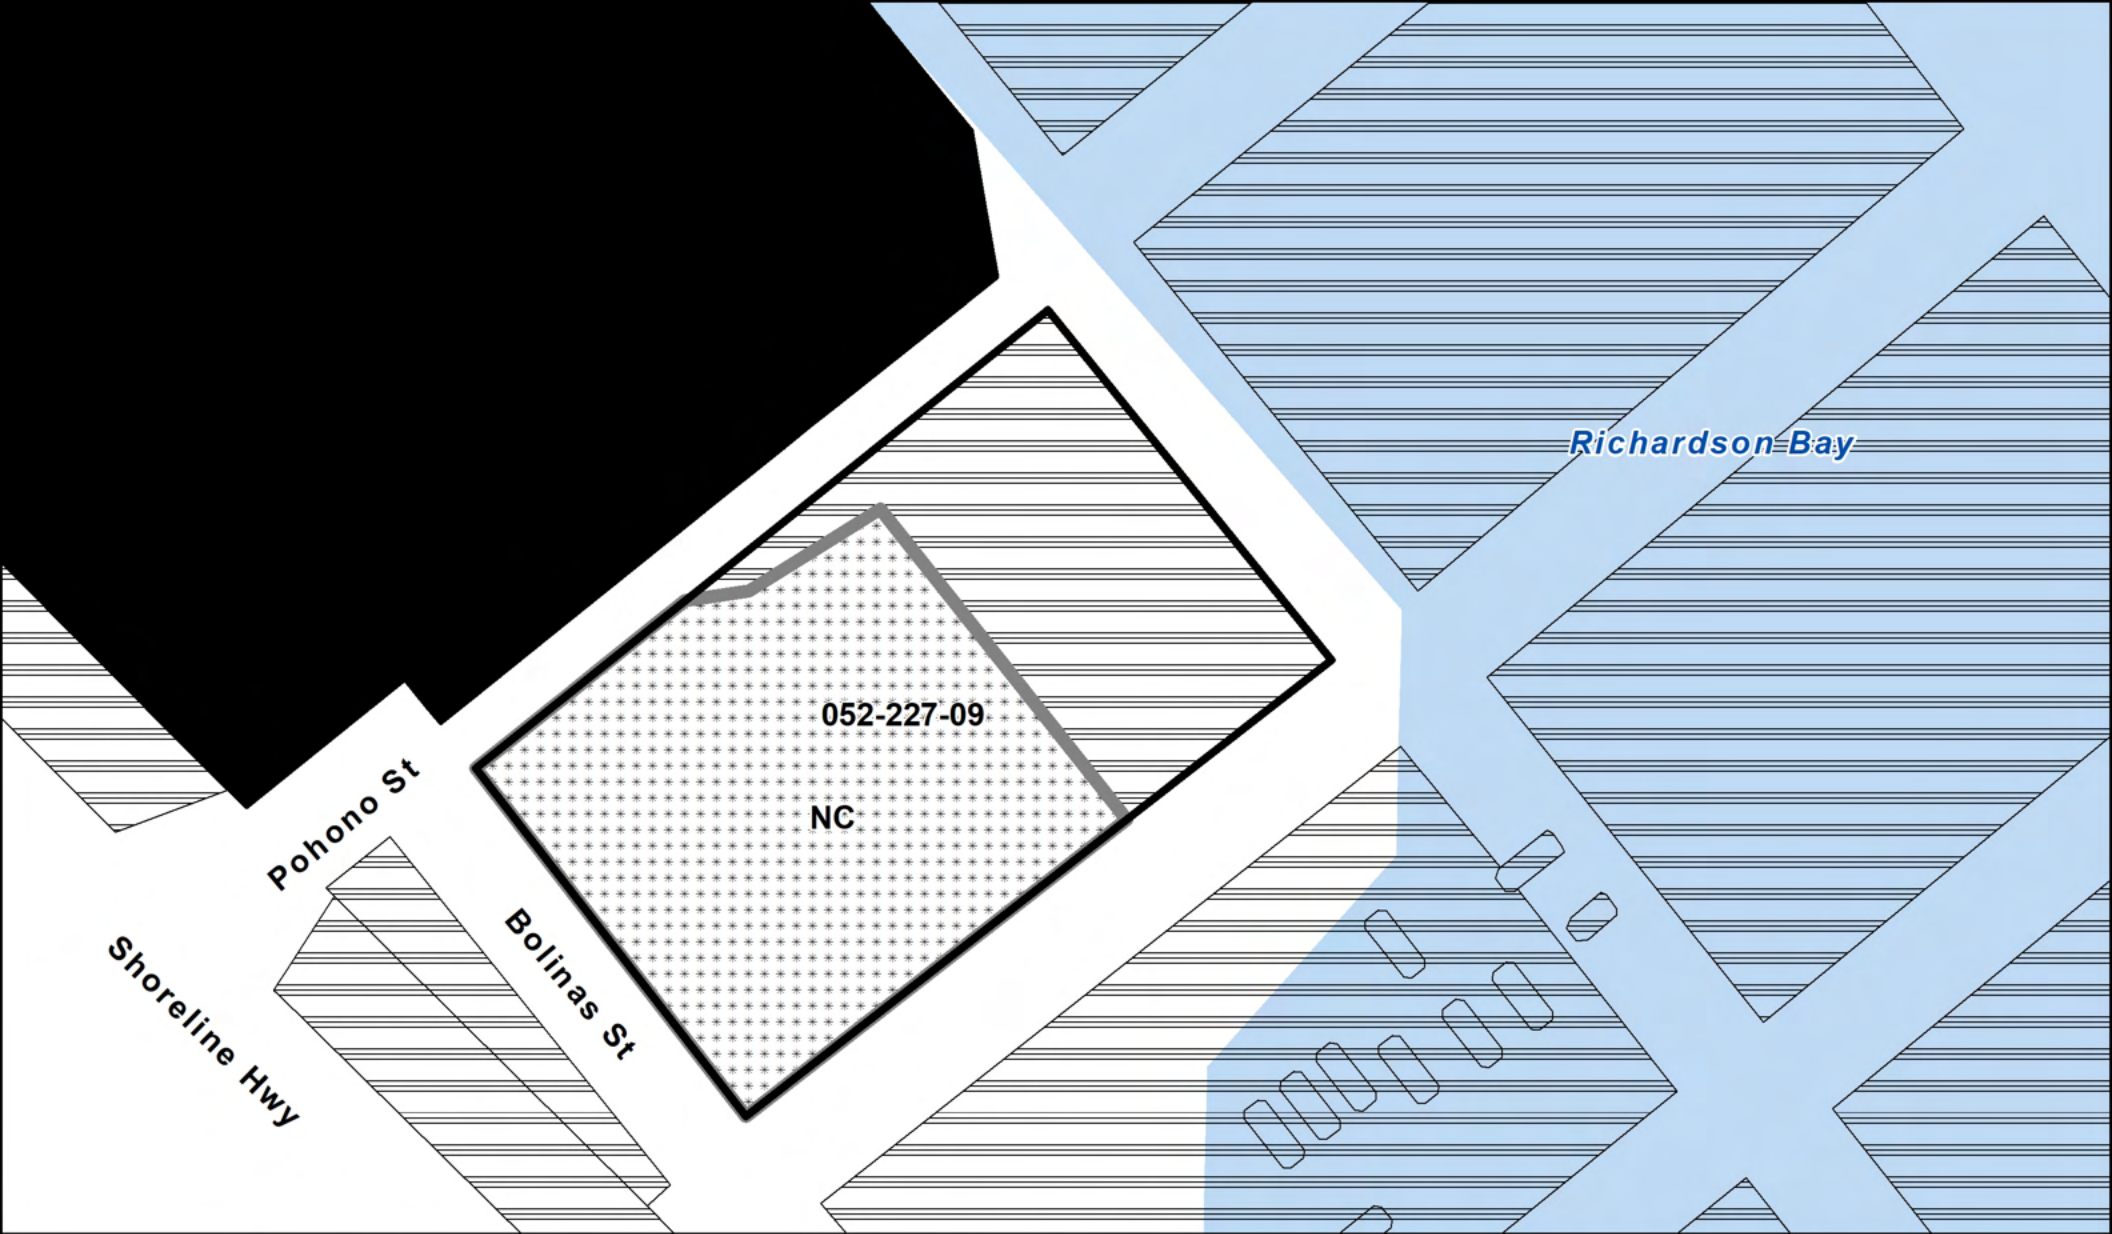 Richardson Bay
052-227-09
NC
Pohono St
Bolinas St
Shoreline Hwy